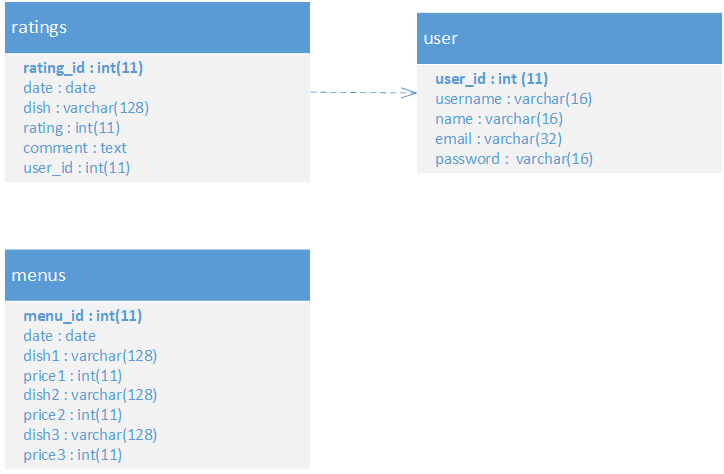 ratings
rating_id : int(11)
date : date
dish : varchar(128)
rating : int(11)
comment : text
user_id : int(11)
user
user_id : int (11)
username : varchar(16)
name : varchar(16)
email : varchar(32)
password :  varchar(16)
menus
menu_id : int(11)
date : date
dish1 : varchar(128)
price1 : int(11)
dish2 : varchar(128)
price2 : int(11)
dish3 : varchar(128)
price3 : int(11)